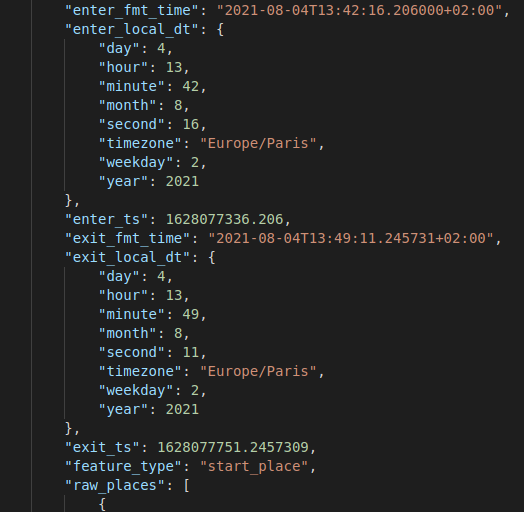 "enter_fmt_time": "2021-08-04T13:42:16.206000+02:00",
"enter_local_dt": {
"day": 4,
"hour": 13,
"minute": 42,
"month": 8,
"second": 16,
"timezone": "Europe/Paris",
"weekday": 2,
"year": 2021
},
"enter_ts": 1628077336.206,
"exit_fmt_time": "2021-08-04T13:49:11.245731+02:00",
"exit_local_dt": {
"day": 4,
"hour": 13,
"minute": 49,
"month": 8,
"second": 11,
"timezone": "Europe/Paris",
"weekday": 2,
"year": 2021
},
"exit_ts": 1628077751.2457309,
"feature_type": "start_place",
"raw_places": [
{